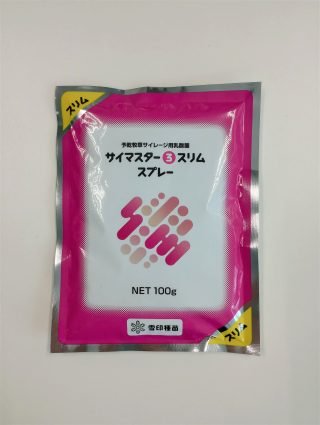 スリム
予乾牧草サイレージ用乳酸菌
サイマスター3スリム
スプレー
NET 100g
雪印種苗
スリム